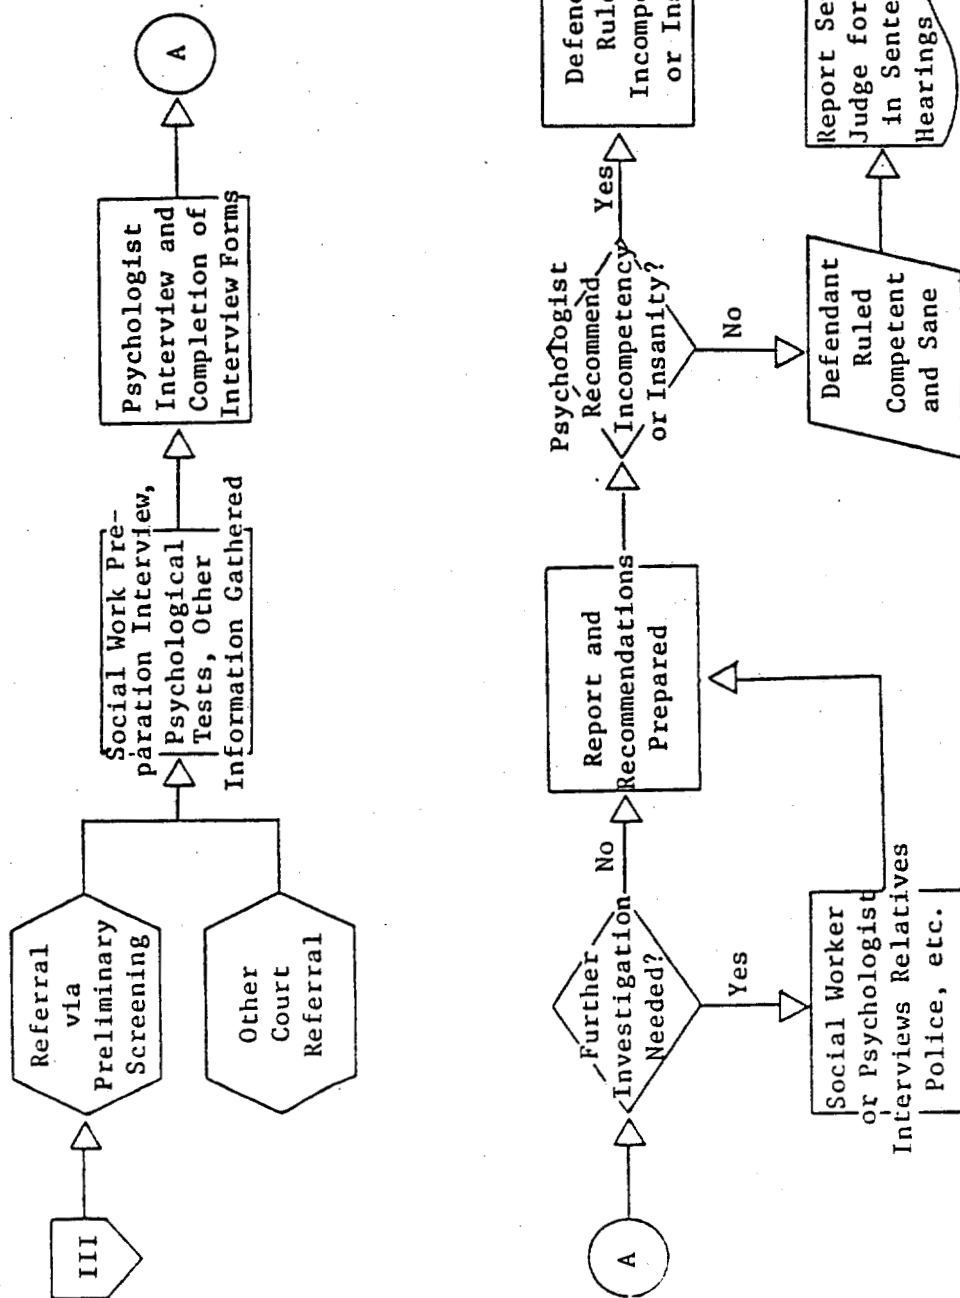 III
Referral
via
Preliminary
Screening
Other
Court
Referral
Social Work Pre-
paration Interview,
Psychological
Tests, Other
Information Gathered
Psychologist
Interview and
Completion of
Interview Forms
A
A
Further
Investigation
Needed?
No
Yes
Social Worker
or Psychologist
Interviews Relatives
Police, etc.
Report and
Recommendations
Prepared
Psychologist
Recommend
Incompetency
or Insanity?
Yes
No
Defen
Rule
Incompe
or Ins
Defendant
Ruled
Competent
and Sane
Report Se
Judge for
in Sente
Hearings